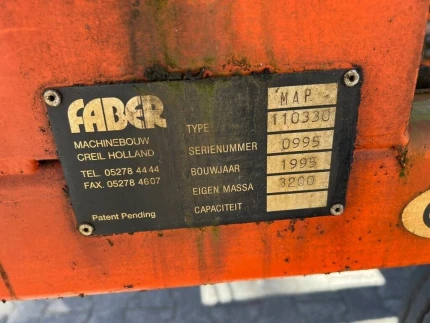 FABER
MACHINEBOUW
CREIL HOLLAND
TEL. 05278 4444
FAX. 05278 4607
Patent Pending
MAP
TYPE 110330
SERIENUMMER 0995
BOUWJAAR 1995
EIGEN MASSA 3200
CAPACITEIT